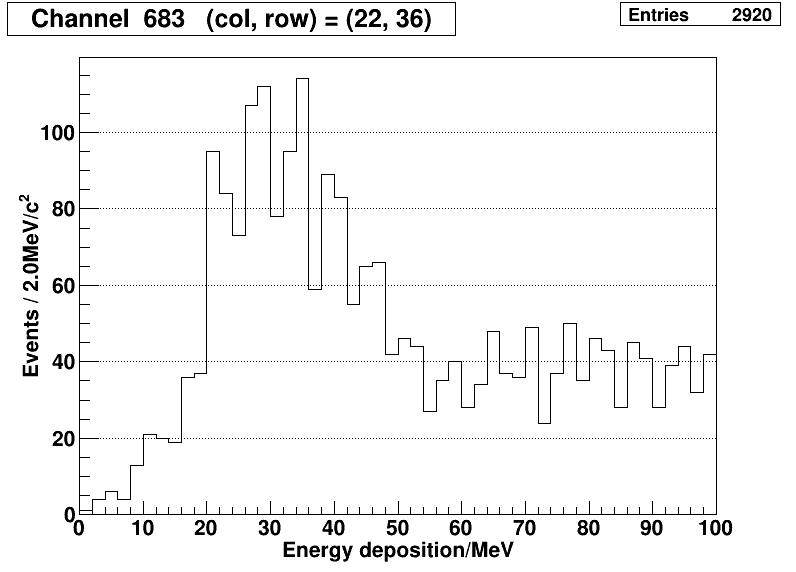 Channel 683 (col, row) = (22, 36)
Entries 2920
Events / 2.0MeV/c²
100
80
60
40
20
0
0 10 20 30 40 50 60 70 80 90 100
Energy deposition/MeV